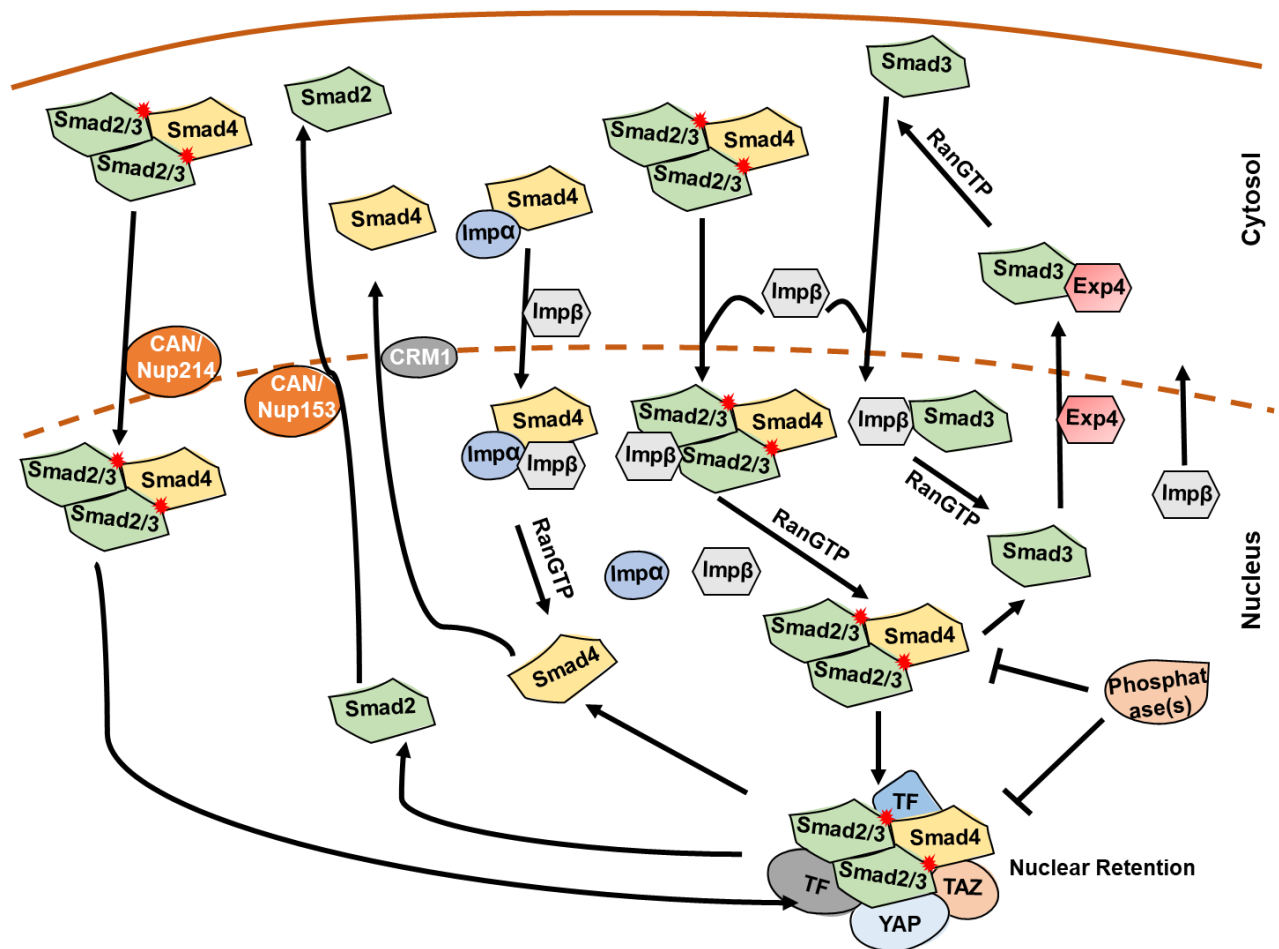 Smad3
Smad2
Smad2/3
Smad4
Smad2/3
Smad2/3
Smad4
Smad2/3
RanGTP
Cytosol
Smad4
Smad4
Impα
Smad3
Exp4
Impβ
Impβ
CAN/
Nup214
CRM1
CAN/
Nup153
Smad4
Impα
Impβ
Smad2/3
Smad4
Impβ
Smad2/3
Impβ
Smad3
Exp4
Smad2/3
Smad4
Smad2/3
Impβ
RanGTP
RanGTP
RanGTP
Smad3
Nucleus
Impα
Impβ
Smad2/3
Smad4
Smad2/3
Smad4
Smad2
Phosphat
ase(s)
TF
Smad2/3
Smad4
Smad2/3
TF
TAZ
YAP
Nuclear Retention